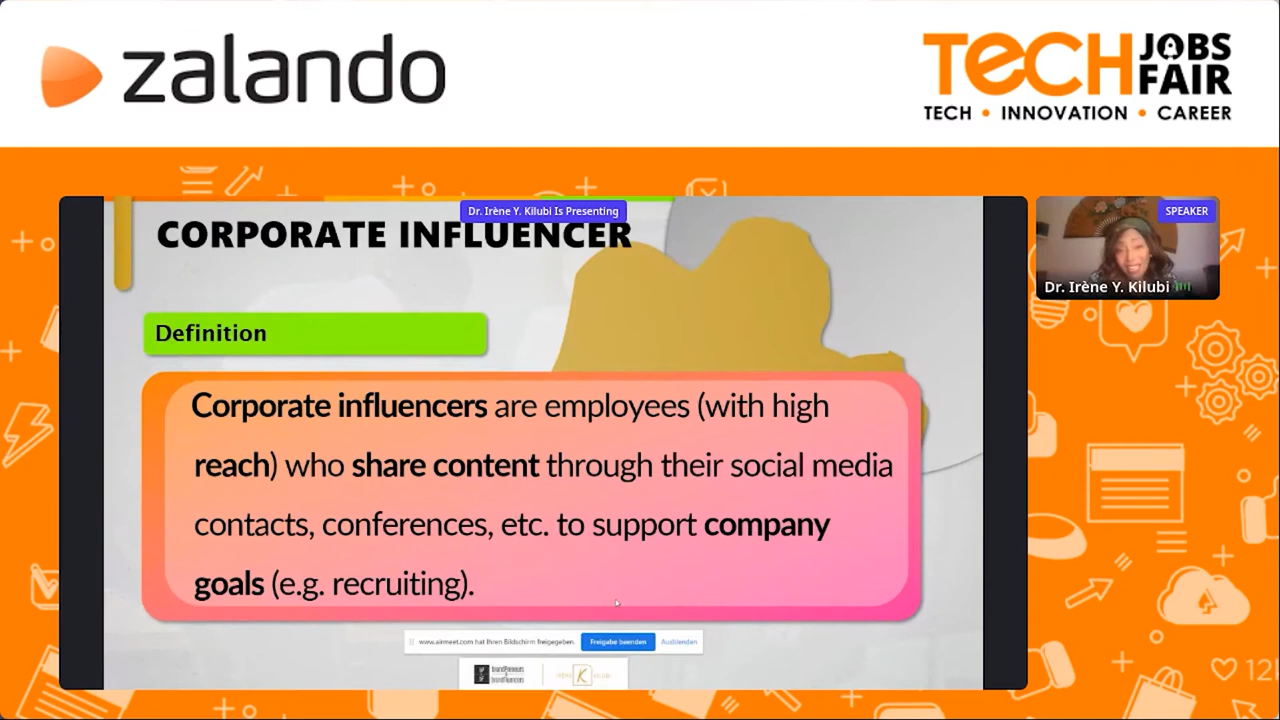 zalando
TECH JOBS FAIR
TECH • INNOVATION • CAREER
Dr. Irène Y. Kilubi Is Presenting
SPEAKER
CORPORATE INFLUENCER
Dr. Irène Y. Kilubi
Definition
Corporate influencers are employees (with high
reach) who share content through their social media
contacts, conferences, etc. to support company
goals (e.g. recruiting).
www.airmeet.com hat Ihren Bildschirm freigegeben.
Freigabe beenden
Ausblenden
brandPreneurs
brandfluencers
K